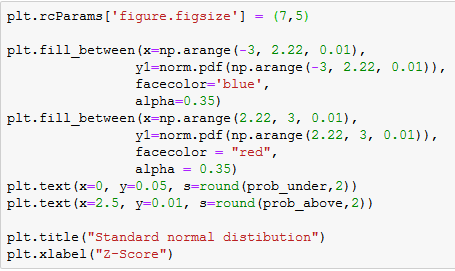 plt.rcParams['figure.figsize'] = (7,5)
plt.fill_between(x=np.arange(-3, 2.22, 0.01),
y1=norm.pdf(np.arange(-3, 2.22, 0.01)),
facecolor='blue',
alpha=0.35)
plt.fill_between(x=np.arange(2.22, 3, 0.01),
y1=norm.pdf(np.arange(2.22, 3, 0.01)),
facecolor = "red",
alpha = 0.35)
plt.text(x=0, y=0.05, s=round(prob_under,2))
plt.text(x=2.5, y=0.01, s=round(prob_above,2))
plt.title("Standard normal distibution")
plt.xlabel("Z-Score")